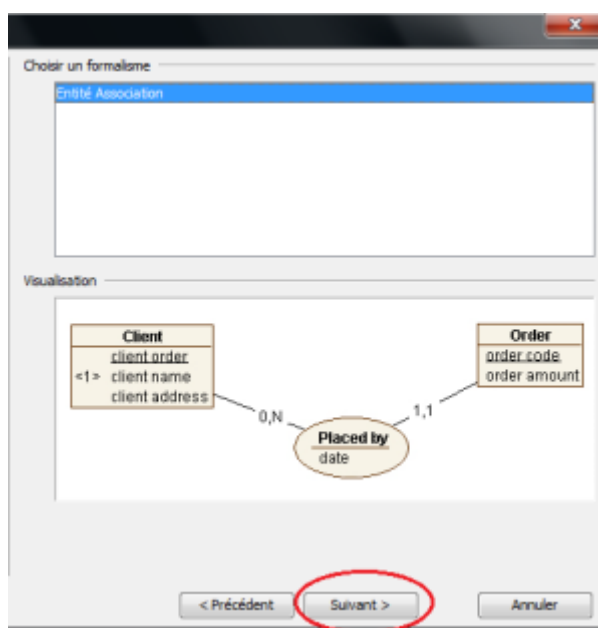 Choisir un formalisme
Entité Association
Visualisation
Client
client order
<1> client name
client address
Order
order code
order amount
0,N
1,1
Placed by
date
< Précédent
Suivant >
Annuler